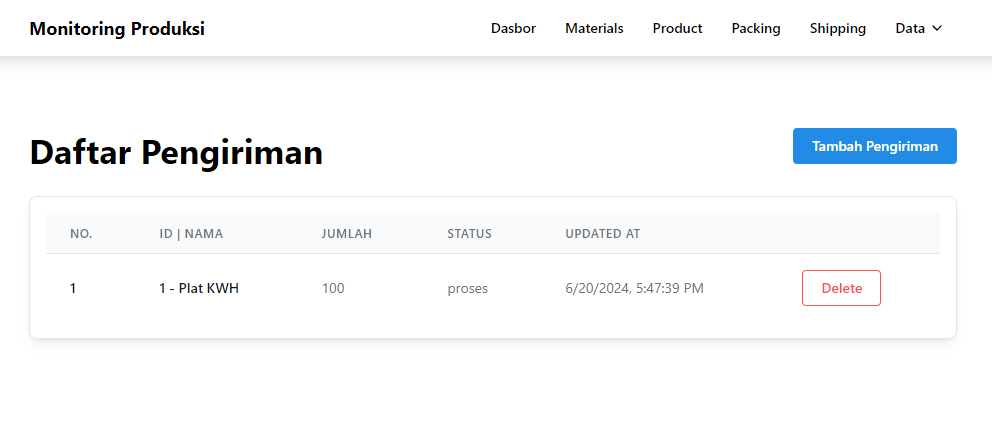 Monitoring Produksi Dasbor Materials Product Packing Shipping Data
Daftar Pengiriman Tambah Pengiriman
NO. ID | NAMA JUMLAH STATUS UPDATED AT
1 1 - Plat KWH 100 proses 6/20/2024, 5:47:39 PM Delete